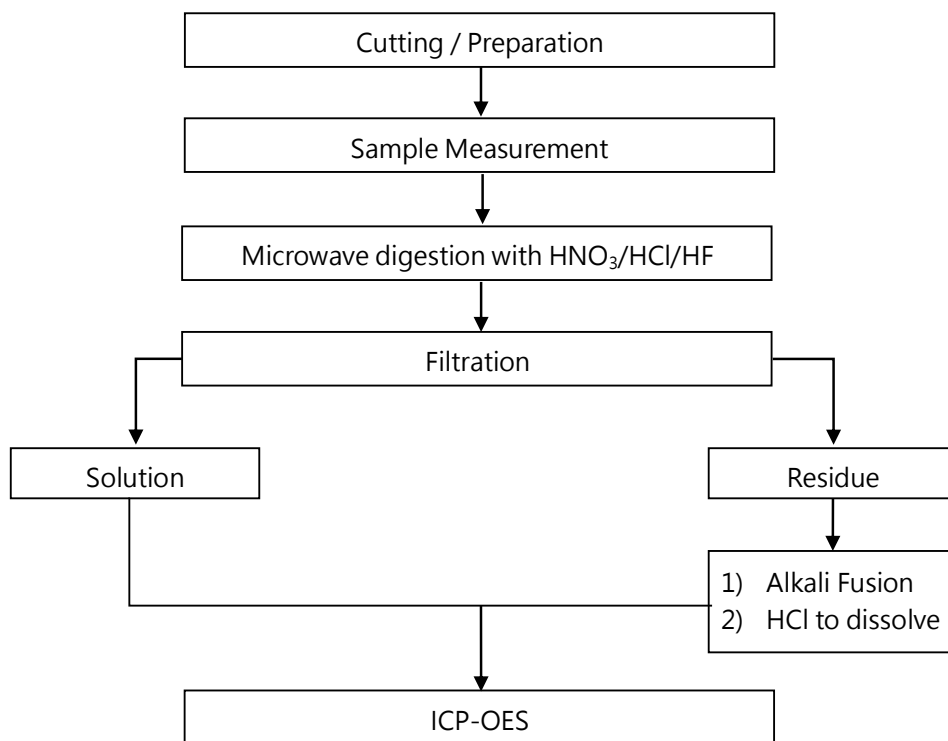 Cutting / Preparation
Sample Measurement
Microwave digestion with HNO₃/HCl/HF
Filtration
Solution
Residue
1) Alkali Fusion
2) HCl to dissolve
ICP-OES